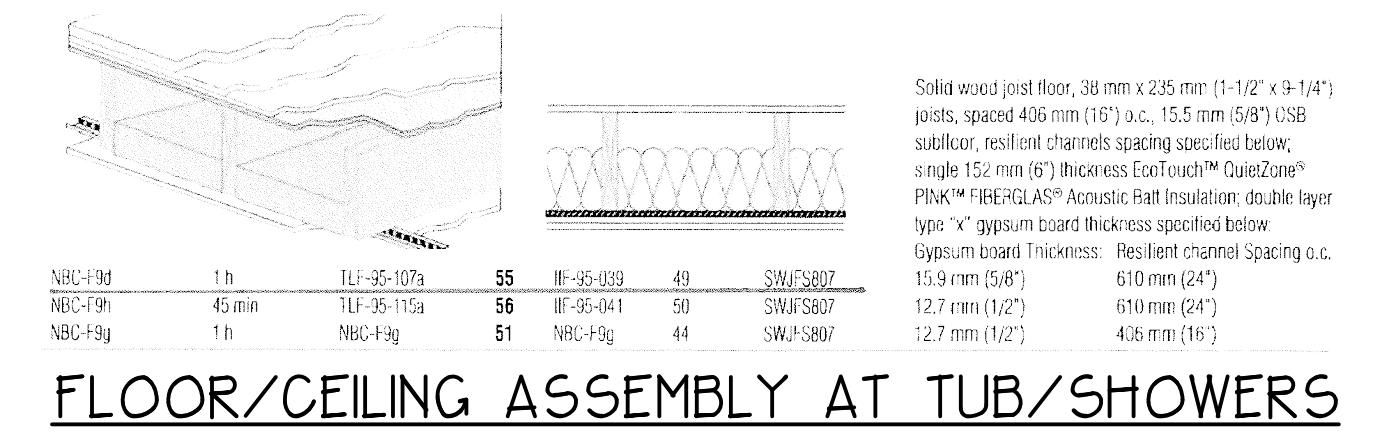 Solid wood joist floor, 38 mm x 235 mm (1-1/2" x 9-1/4")
joists, spaced 406 mm (16") o.c., 15.5 mm (5/8") OSB
subfloor, resilient channels spacing specified below;
single 152 mm (6") thickness EcoTouch™ QuietZone®
PINK™ FIBERGLAS® Acoustic Batt Insulation; double layer
type "x" gypsum board thickness specified below:
Gypsum board Thickness: Resilient channel Spacing o.c.
NBC-F9d 1 h TLF-95-107a 55 IIF-95-039 49 SWJFS807 15.9 mm (5/8") 610 mm (24")
NBC-F9h 45 min TLF-95-115a 56 IIF-95-041 50 SWJFS807 12.7 mm (1/2") 610 mm (24")
NBC-F9g 1 h NBC-F9g 51 NBC-F9g 44 SWJFS807 12.7 mm (1/2") 406 mm (16")
FLOOR/CEILING ASSEMBLY AT TUB/SHOWERS